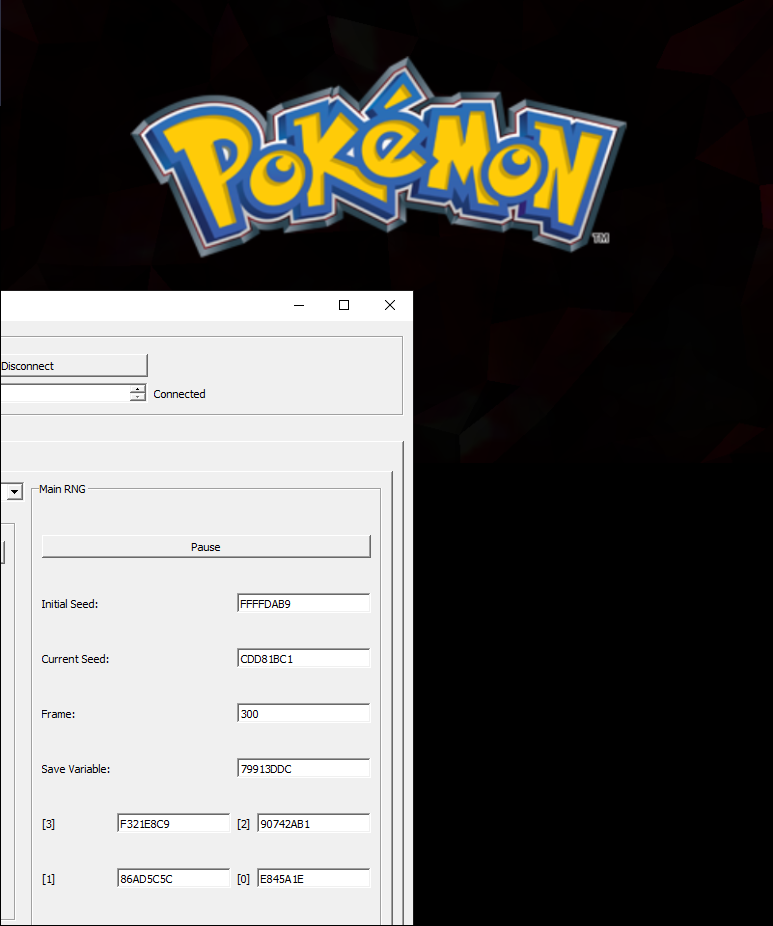 POKéMON
TM
Disconnect
Connected
Main RNG
Pause
Initial Seed: FFFFDAB9
Current Seed: CDD81BC1
Frame: 300
Save Variable: 79913DDC
[3] F321E8C9 [2] 90742AB1
[1] 86AD5C5C [0] E845A1E